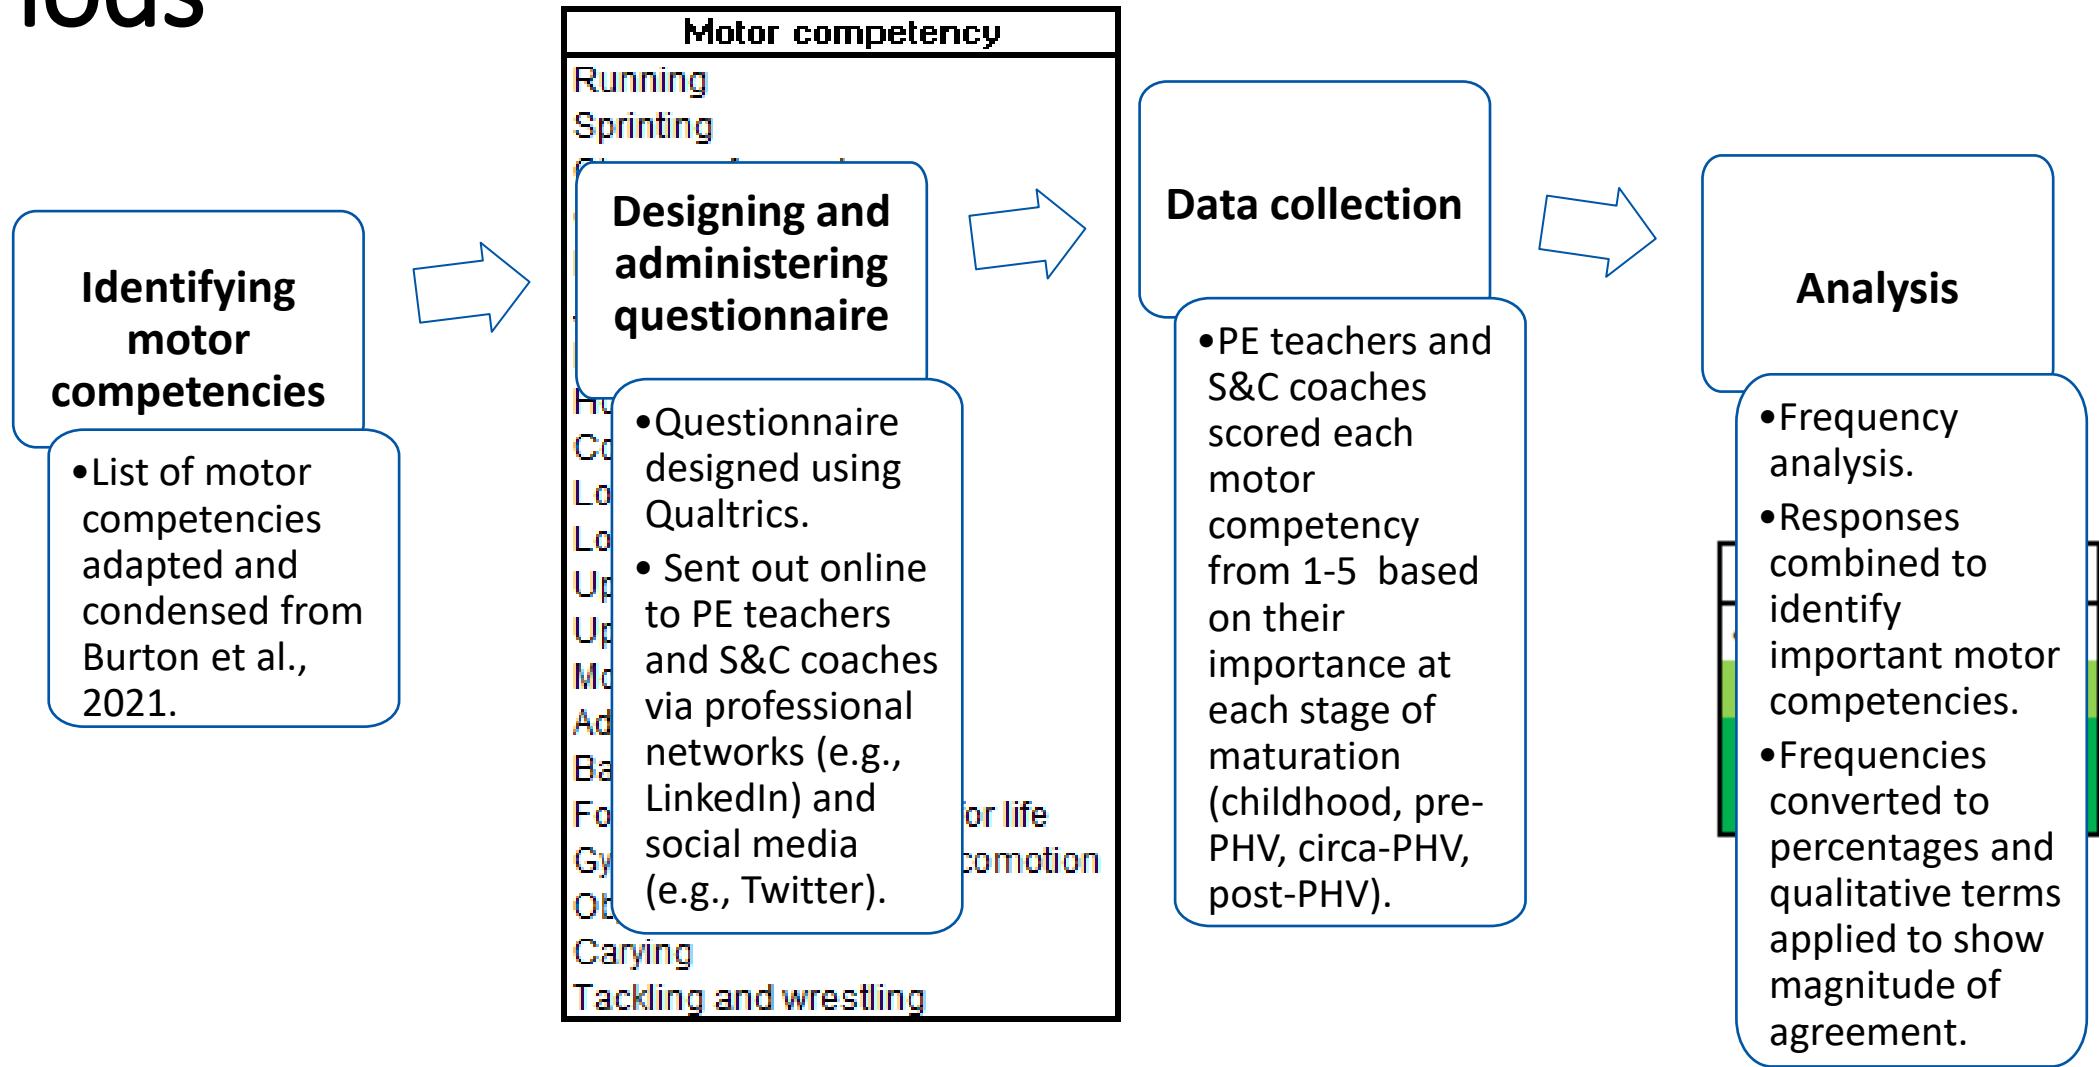 Motor competency
Running
Sprinting
Identifying
motor
competencies
•List of motor
competencies
adapted and
condensed from
Burton et al.,
2021.
Designing and
administering
questionnaire
•Questionnaire
designed using
Qualtrics.
• Sent out online
to PE teachers
and S&C coaches
via professional
networks (e.g.,
LinkedIn) and
social media
(e.g., Twitter).
or life
comotion
Carying
Tackling and wrestling
Data collection
•PE teachers and
S&C coaches
scored each
motor
competency
from 1-5 based
on their
importance at
each stage of
maturation
(childhood, pre-
PHV, circa-PHV,
post-PHV).
Analysis
•Frequency
analysis.
•Responses
combined to
identify
important motor
competencies.
•Frequencies
converted to
percentages and
qualitative terms
applied to show
magnitude of
agreement.